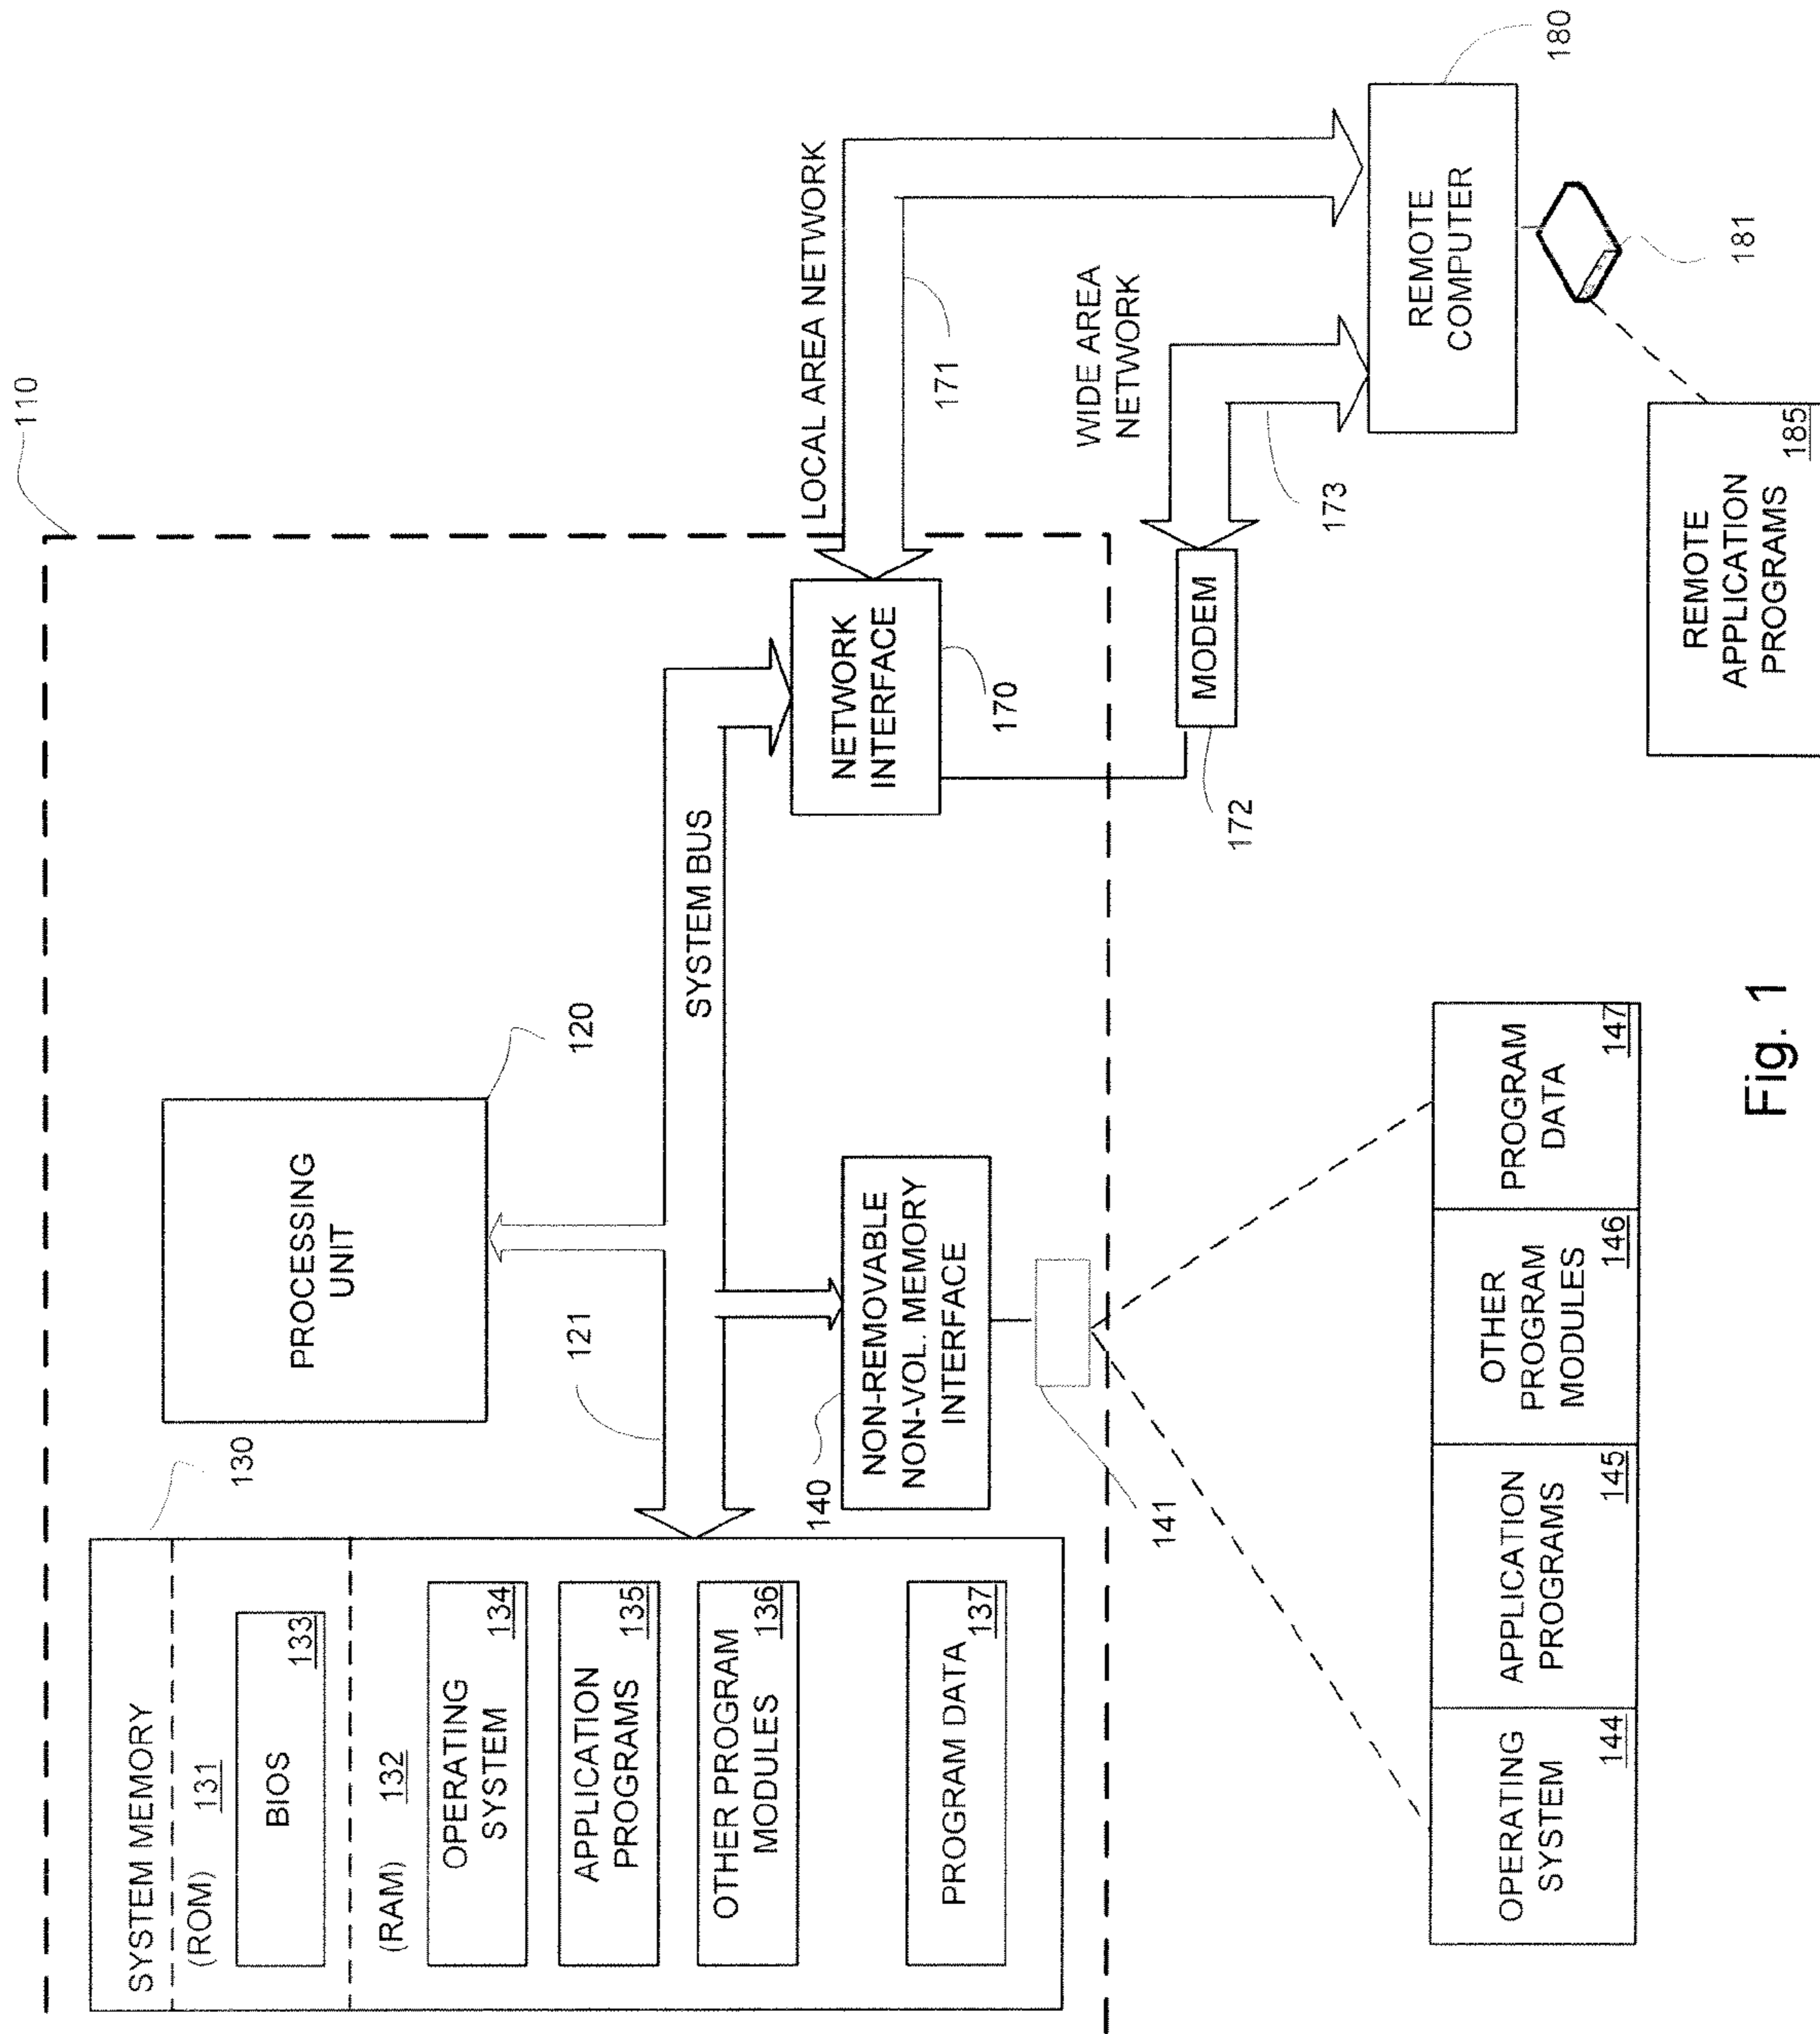 110
SYSTEM MEMORY
(ROM) 131
BIOS
133
(RAM) 132
OPERATING
SYSTEM
134
APPLICATION
PROGRAMS
135
OTHER PROGRAM
MODULES
136
PROGRAM DATA
137
130
PROCESSING
UNIT
120
121
SYSTEM BUS
140
NON-REMOVABLE
NON-VOL. MEMORY
INTERFACE
141
NETWORK
INTERFACE
170
LOCAL AREA NETWORK
171
MODEM
172
WIDE AREA
NETWORK
173
REMOTE
COMPUTER
180
181
REMOTE
APPLICATION
PROGRAMS
185
OPERATING
SYSTEM
144
APPLICATION
PROGRAMS
145
OTHER
PROGRAM
MODULES
146
PROGRAM
DATA
147
Fig. 1